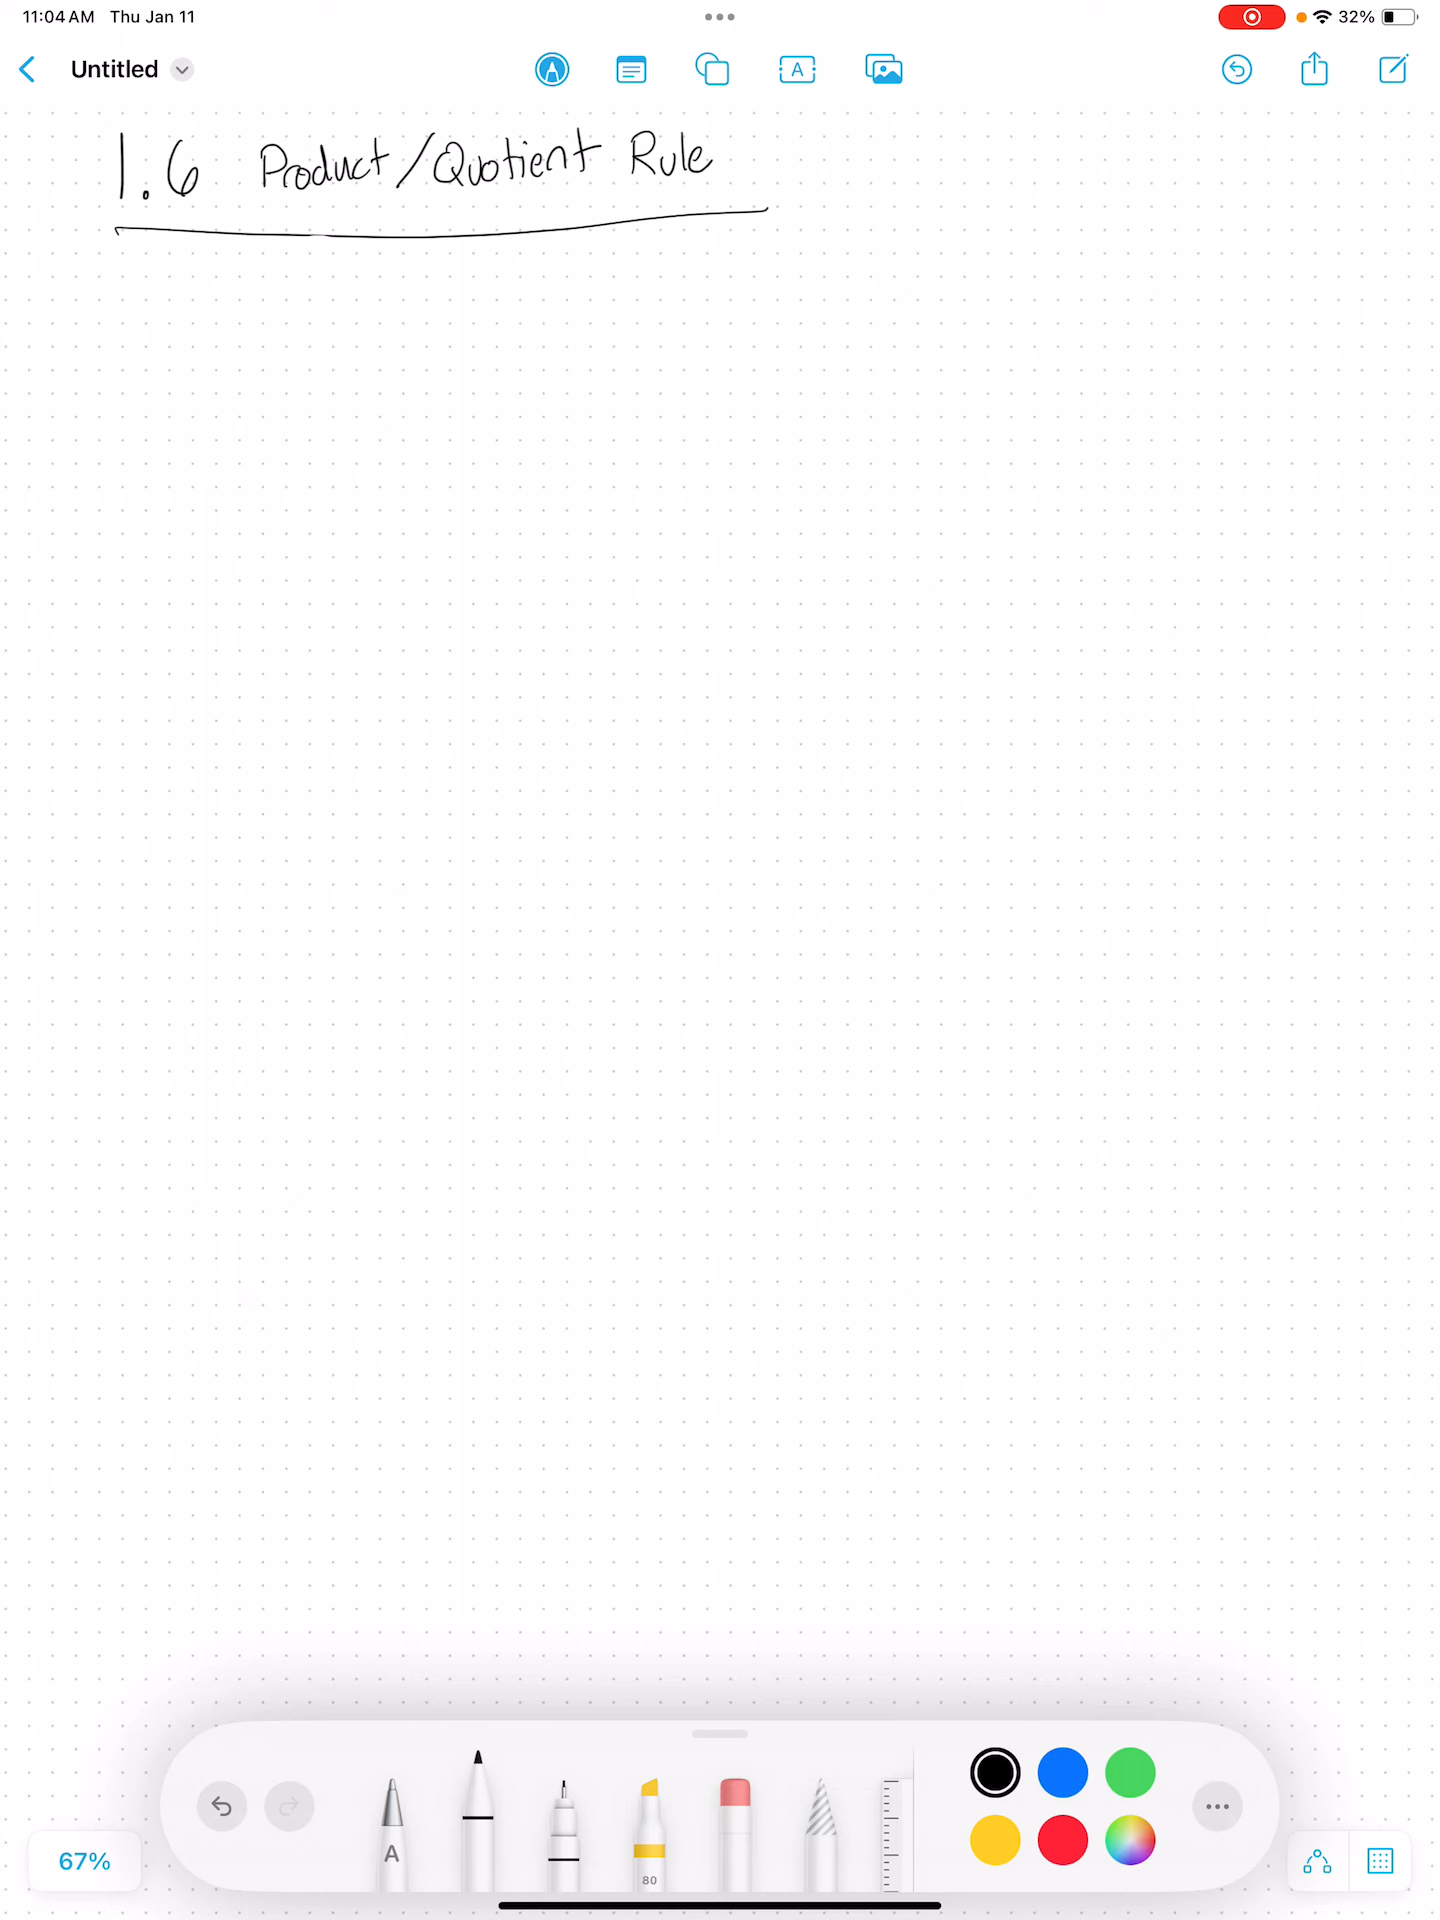 11:04 AM Thu Jan 11 32%
Untitled A
1.6 Product/Quotient Rule
A
80
67%